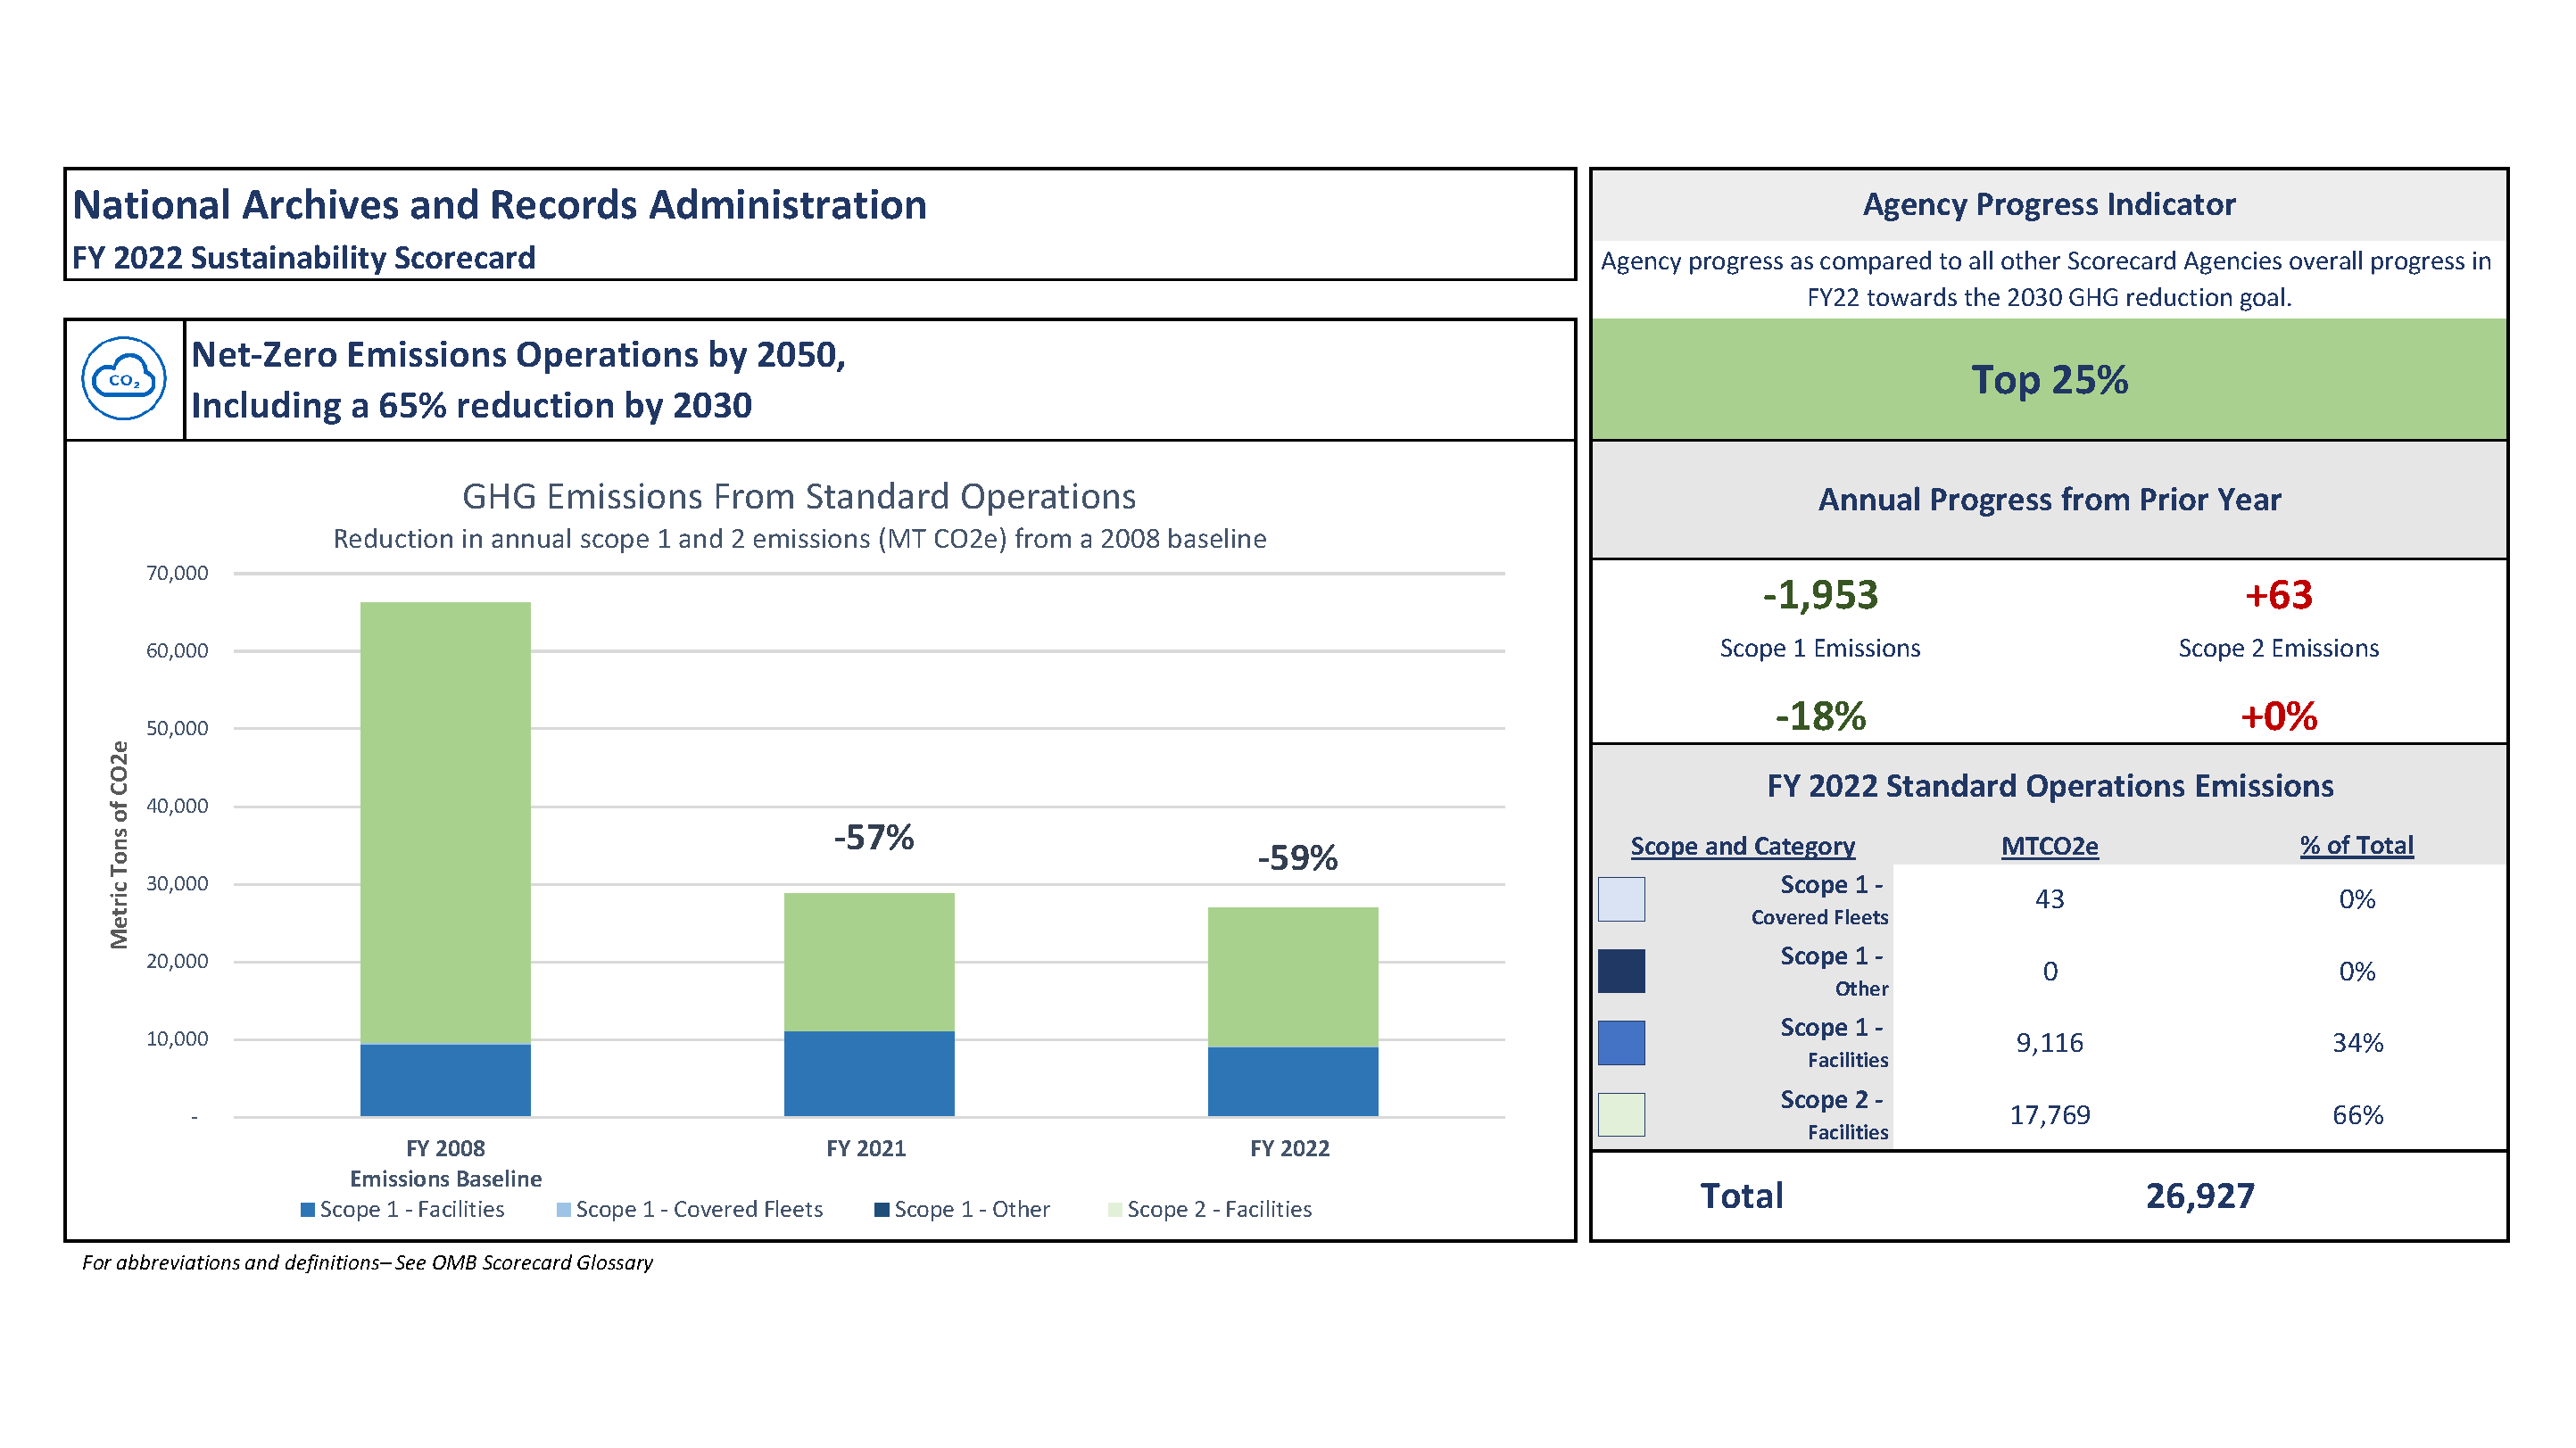 National Archives and Records Administration
FY 2022 Sustainability Scorecard
CO₂
Net-Zero Emissions Operations by 2050,
Including a 65% reduction by 2030
GHG Emissions From Standard Operations
Reduction in annual scope 1 and 2 emissions (MT CO2e) from a 2008 baseline
Metric Tons of CO2e
70,000
60,000
50,000
40,000
30,000
20,000
10,000
-
-57%
-59%
FY 2008 FY 2021 FY 2022
Emissions Baseline
Scope 1 - Facilities Scope 1 - Covered Fleets Scope 1 - Other Scope 2 - Facilities
For abbreviations and definitions– See OMB Scorecard Glossary
Agency Progress Indicator
Agency progress as compared to all other Scorecard Agencies overall progress in
FY22 towards the 2030 GHG reduction goal.
Top 25%
Annual Progress from Prior Year
-1,953 +63
Scope 1 Emissions Scope 2 Emissions
-18% +0%
FY 2022 Standard Operations Emissions
Scope and Category MTCO2e % of Total
Scope 1 -
Covered Fleets 43 0%
Scope 1 -
Other 0 0%
Scope 1 -
Facilities 9,116 34%
Scope 2 -
Facilities 17,769 66%
Total 26,927